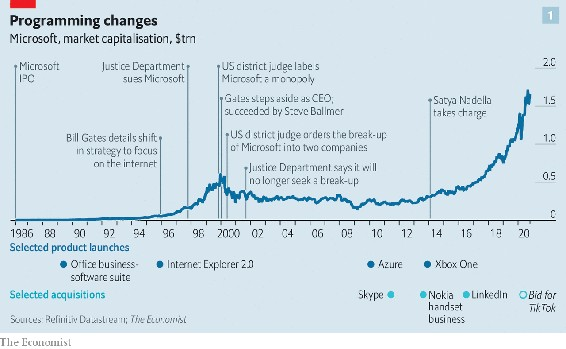 Programming changes
Microsoft, market capitalisation, $trn
1
Microsoft
IPC
Justice Department
sues Microsoft
US district judge labels
Microsoft a monopoly
Gates steps aside as CEO;
succeeded by Steve Ballmer
Bill Gates details shift
in strategy to focus
on the internet
US district judge orders the break-up
of Microsoft into two companies
Justice Department says it will
no longer seek a break-up
Satya Nadella
takes charge
2.0
1.5
1.0
0.5
0
1986 88 90 92 94 96 98 2000 02 04 06 08 10 12 14 16 18 20
Selected product launches
Office business-
software suite
Internet Explorer 2.0
Azure
Xbox One
Selected acquisitions
Skype
Nokia
handset
business
LinkedIn
Bid for
TikTok
Sources: Refinitiv Datastream; The Economist
The Economist